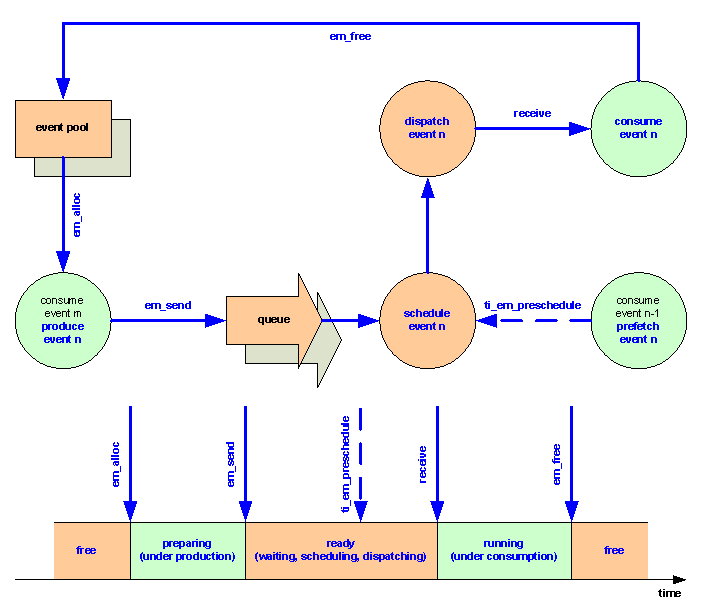 em_free
event pool
dispatch
event n
receive
consume
event n
em_alloc
consume
event m
produce
event n
em_send
queue
schedule
event n
ti_em_preschedule
consume
event n-1
prefetch
event n
em_alloc
em_send
ti_em_preschedule
receive
em_free
free
preparing
(under production)
ready
(waiting, scheduling, dispatching)
running
(under consumption)
free
time